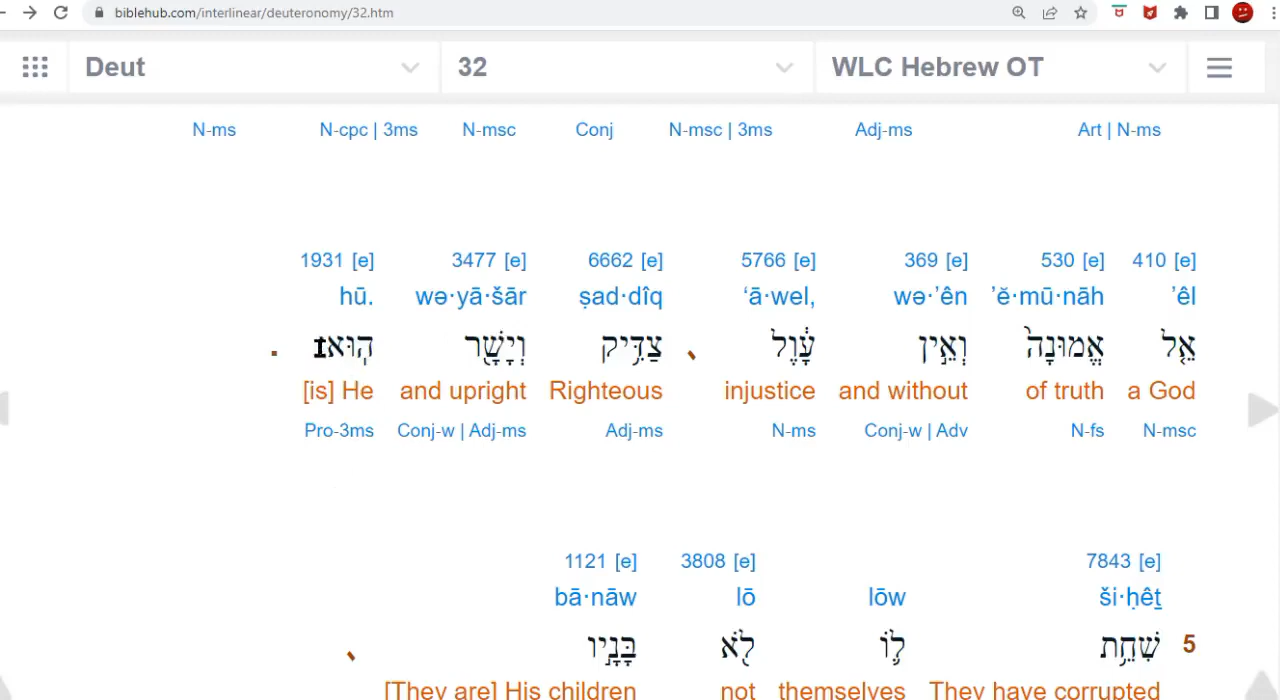 biblehub.com/interlinear/deuteronomy/32.htm
Deut 32 WLC Hebrew OT
N-ms N-cpc | 3ms N-msc Conj N-msc | 3ms Adj-ms Art | N-ms
1931 [e] 3477 [e] 6662 [e] 5766 [e] 369 [e] 530 [e] 410 [e]
hū. wə·yā·šār ṣad·dîq ‘ā·wel, wə·’ên ’ĕ·mū·nāh ’êl
אֵ֤ל אֱמוּנָה֙ וְאֵ֣ין עָ֔וֶל ､ צַדִּ֥יק וְיָשָׁ֖ר הֽוּא׃ .
[is] He and upright Righteous injustice and without of truth a God
Pro-3ms Conj-w | Adj-ms Adj-ms N-ms Conj-w | Adv N-fs N-msc
1121 [e] 3808 [e] 7843 [e]
bā·nāw lō lōw ši·ḥêṯ
5 שִׁחֵ֥ת ל֛וֹ לֹ֖א בָּנָ֣יו ､
[They are] His children not themselves They have corrupted